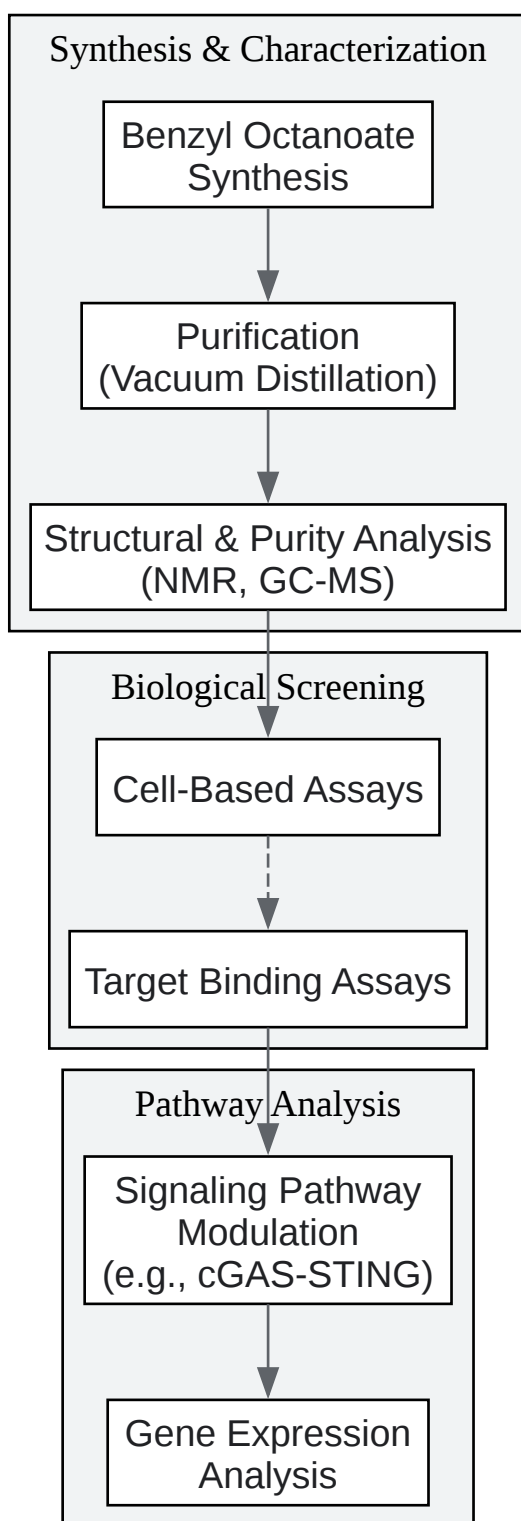 Synthesis & Characterization
Benzyl Octanoate
Synthesis
Purification
(Vacuum Distillation)
Structural & Purity Analysis
(NMR, GC-MS)
Biological Screening
Cell-Based Assays
Target Binding Assays
Pathway Analysis
Signaling Pathway
Modulation
(e.g., cGAS-STING)
Gene Expression
Analysis